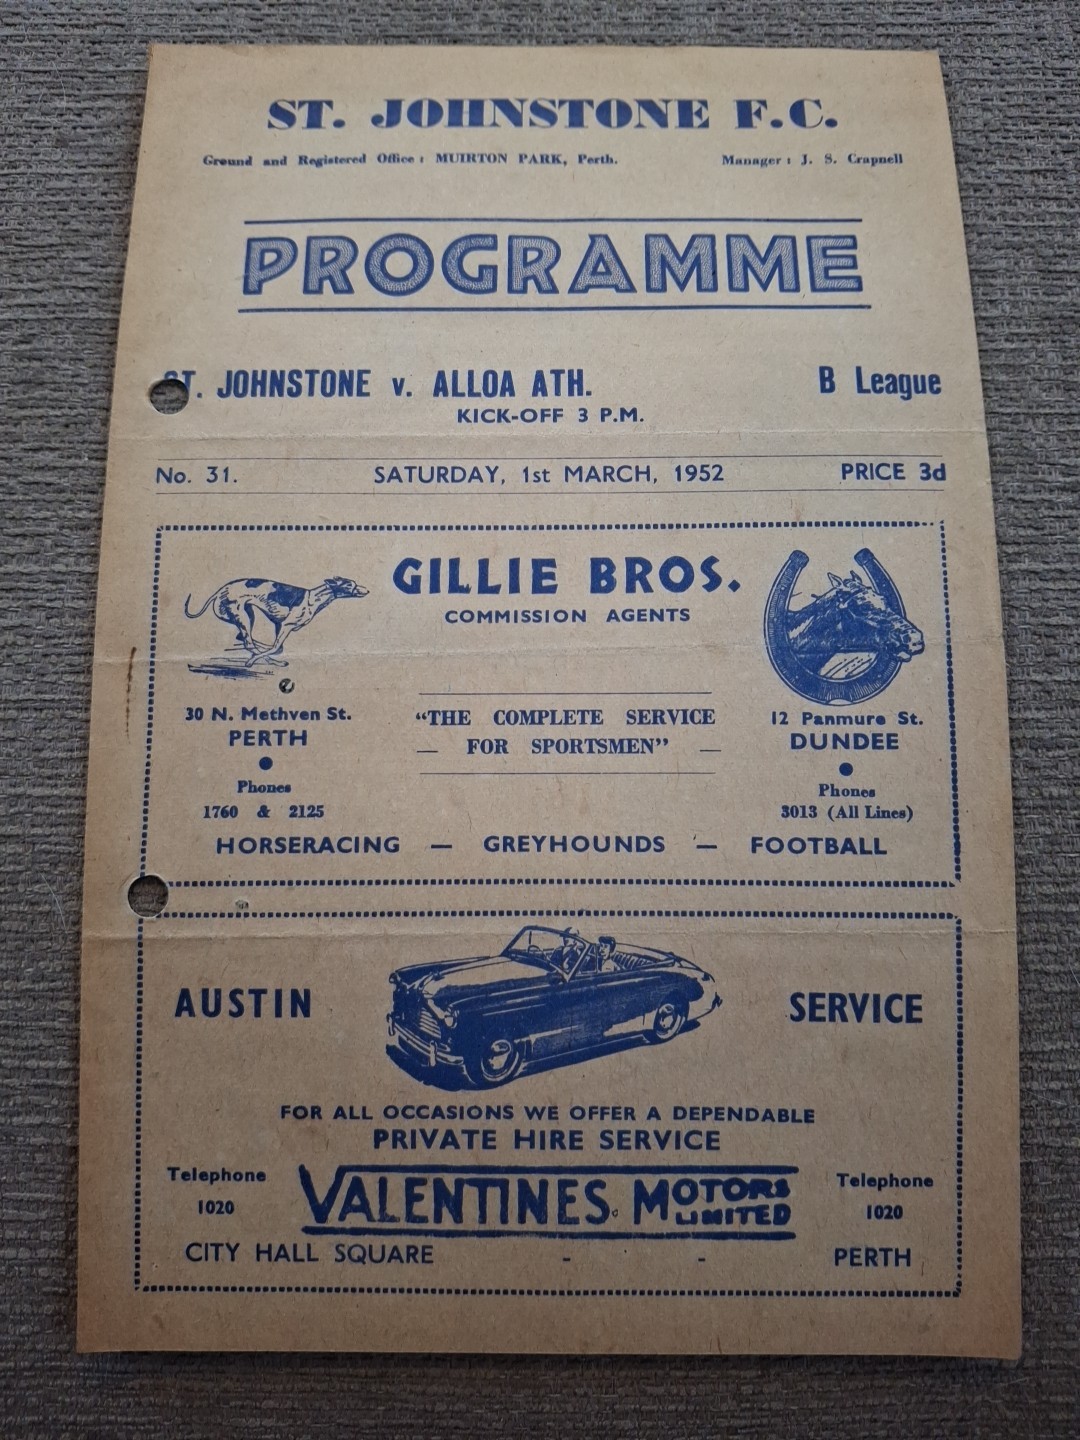 ST. JOHNSTONE F.C.
Ground and Registered Office: MUIRTON PARK, Perth. Manager: J. S. Crapnell
PROGRAMME
ST. JOHNSTONE v. ALLOA ATH. B League
KICK-OFF 3 P.M.
No. 31. SATURDAY, 1st MARCH, 1952 PRICE 3d
GILLIE BROS.
COMMISSION AGENTS
30 N. Methven St.
PERTH
Phones
1760 & 2125
"THE COMPLETE SERVICE
— FOR SPORTSMEN" —
12 Panmure St.
DUNDEE
Phones
3013 (All Lines)
HORSERACING — GREYHOUNDS — FOOTBALL
AUSTIN SERVICE
FOR ALL OCCASIONS WE OFFER A DEPENDABLE
PRIVATE HIRE SERVICE
Telephone
1020
VALENTINES MOTORS LIMITED
Telephone
1020
CITY HALL SQUARE - - PERTH